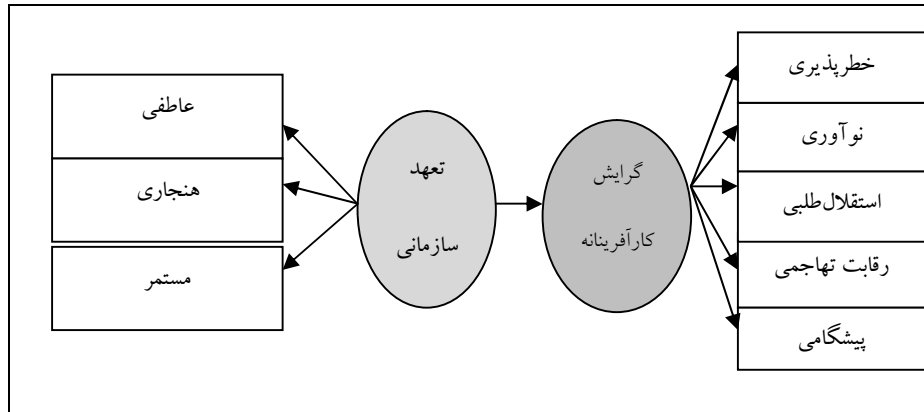 خطرپذیری
نوآوری
استقلال‌طلبی
رقابت تهاجمی
پیشگامی
گرایش
کارآفرینانه
تعهد
سازمانی
عاطفی
هنجاری
مستمر